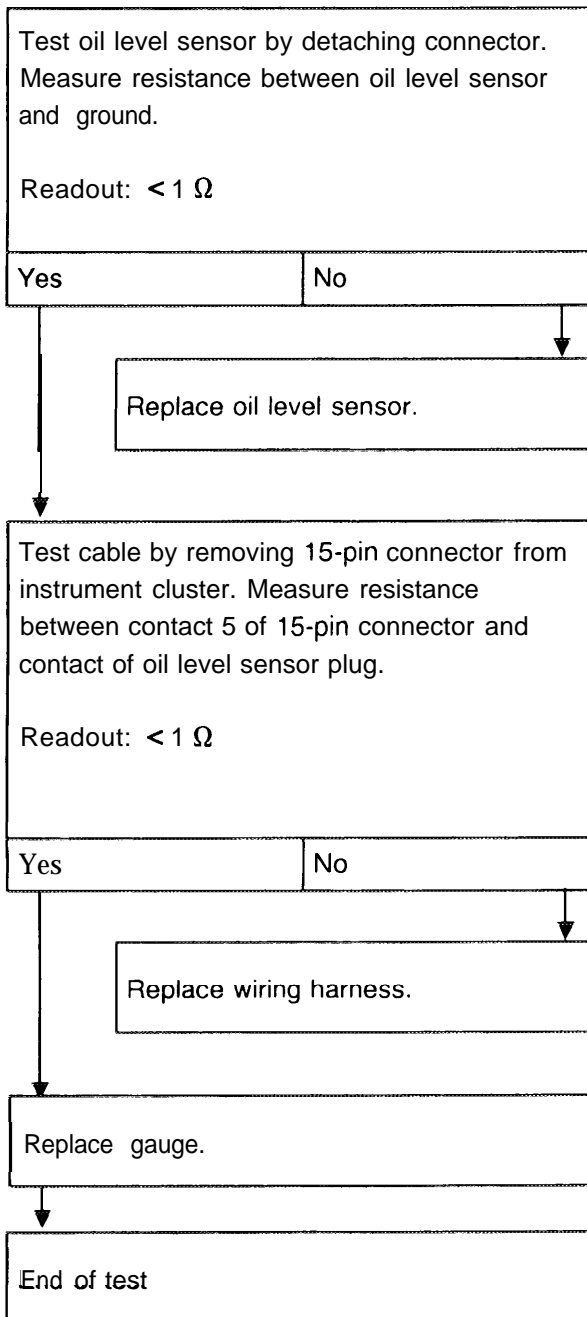 Test oil level sensor by detaching connector.
Measure resistance between oil level sensor
and ground.
Readout: < 1 Ω
Yes
No
Replace oil level sensor.
Test cable by removing 15-pin connector from
instrument cluster. Measure resistance
between contact 5 of 15-pin connector and
contact of oil level sensor plug.
Readout: < 1 Ω
Yes
No
Replace wiring harness.
Replace gauge.
End of test